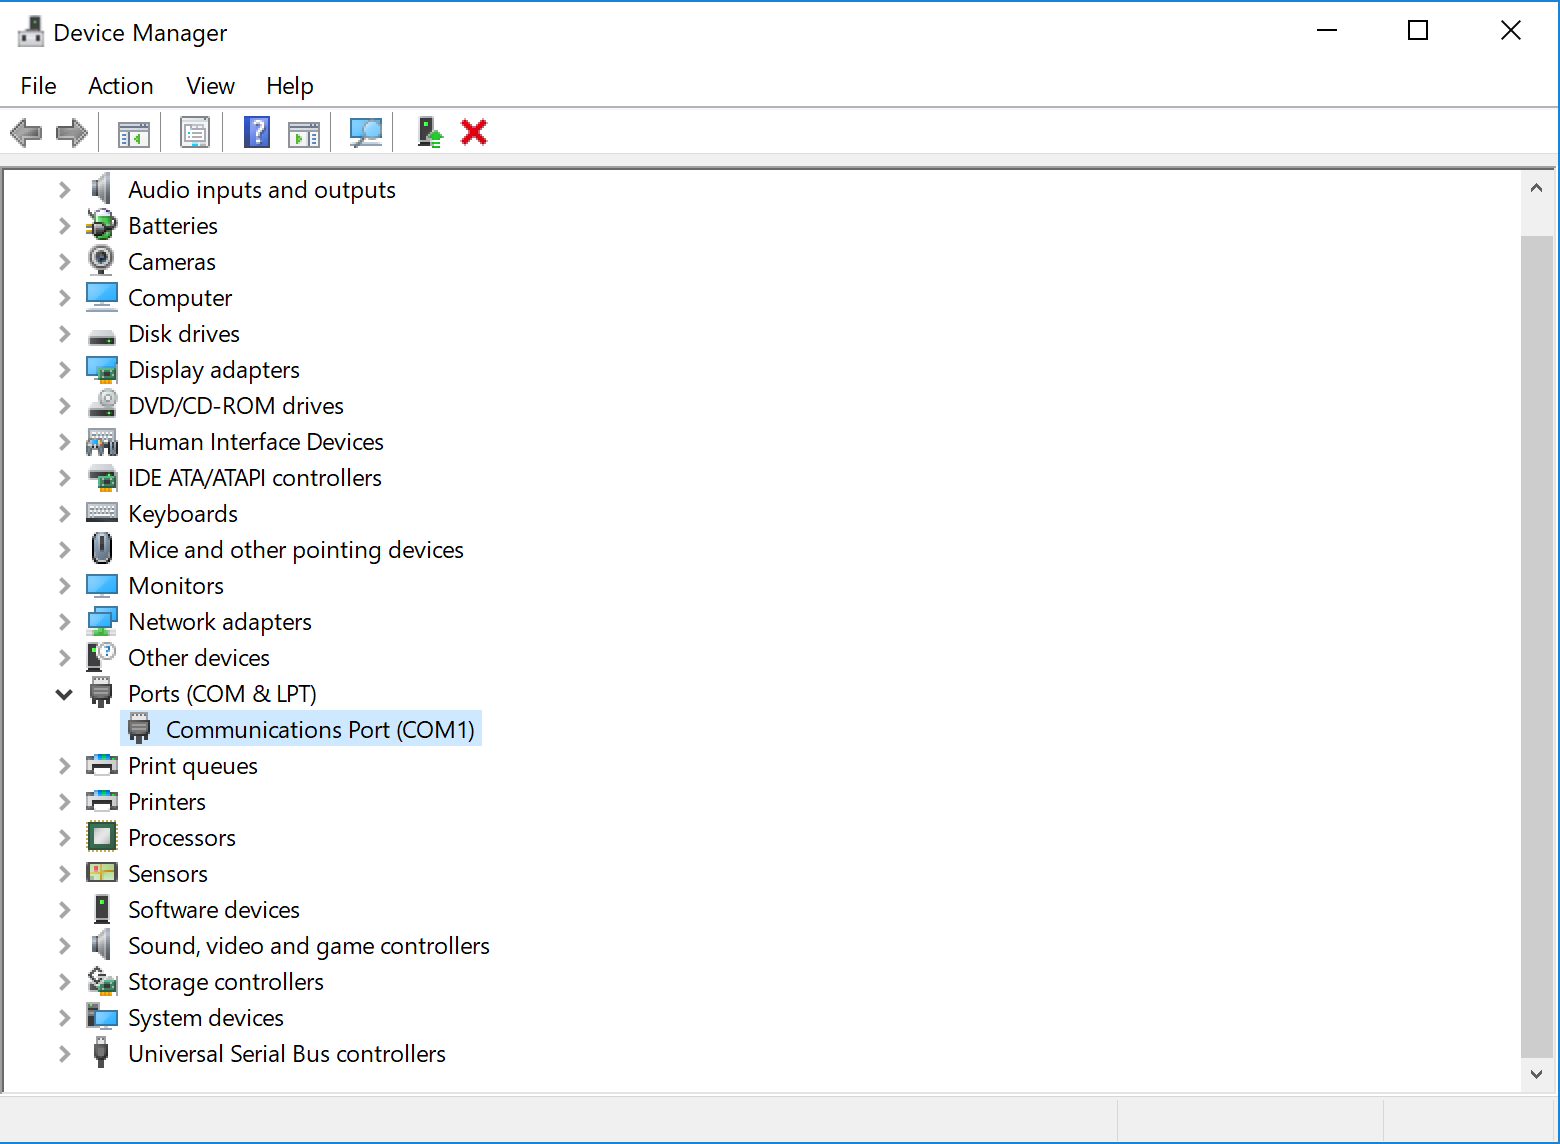 Device Manager
File Action View Help
Audio inputs and outputs
Batteries
Cameras
Computer
Disk drives
Display adapters
DVD/CD-ROM drives
Human Interface Devices
IDE ATA/ATAPI controllers
Keyboards
Mice and other pointing devices
Monitors
Network adapters
Other devices
Ports (COM & LPT)
Communications Port (COM1)
Print queues
Printers
Processors
Sensors
Software devices
Sound, video and game controllers
Storage controllers
System devices
Universal Serial Bus controllers